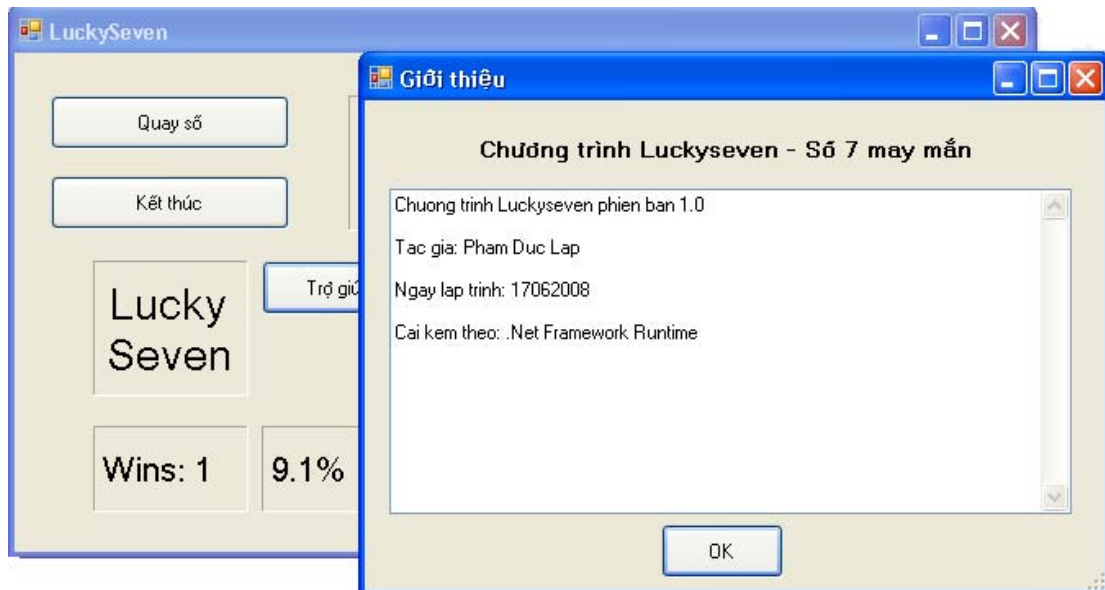 LuckySeven
Quay số
Kết thúc
Lucky
Seven
Trợ
Wins: 1
9.1%
Giới thiệu
Chương trình Luckyseven - Số 7 may mắn
Chuong trinh Luckyseven phien ban 1.0
Tac gia: Pham Duc Lap
Ngay lap trinh: 17062008
Cai kem theo: .Net Framework Runtime
OK